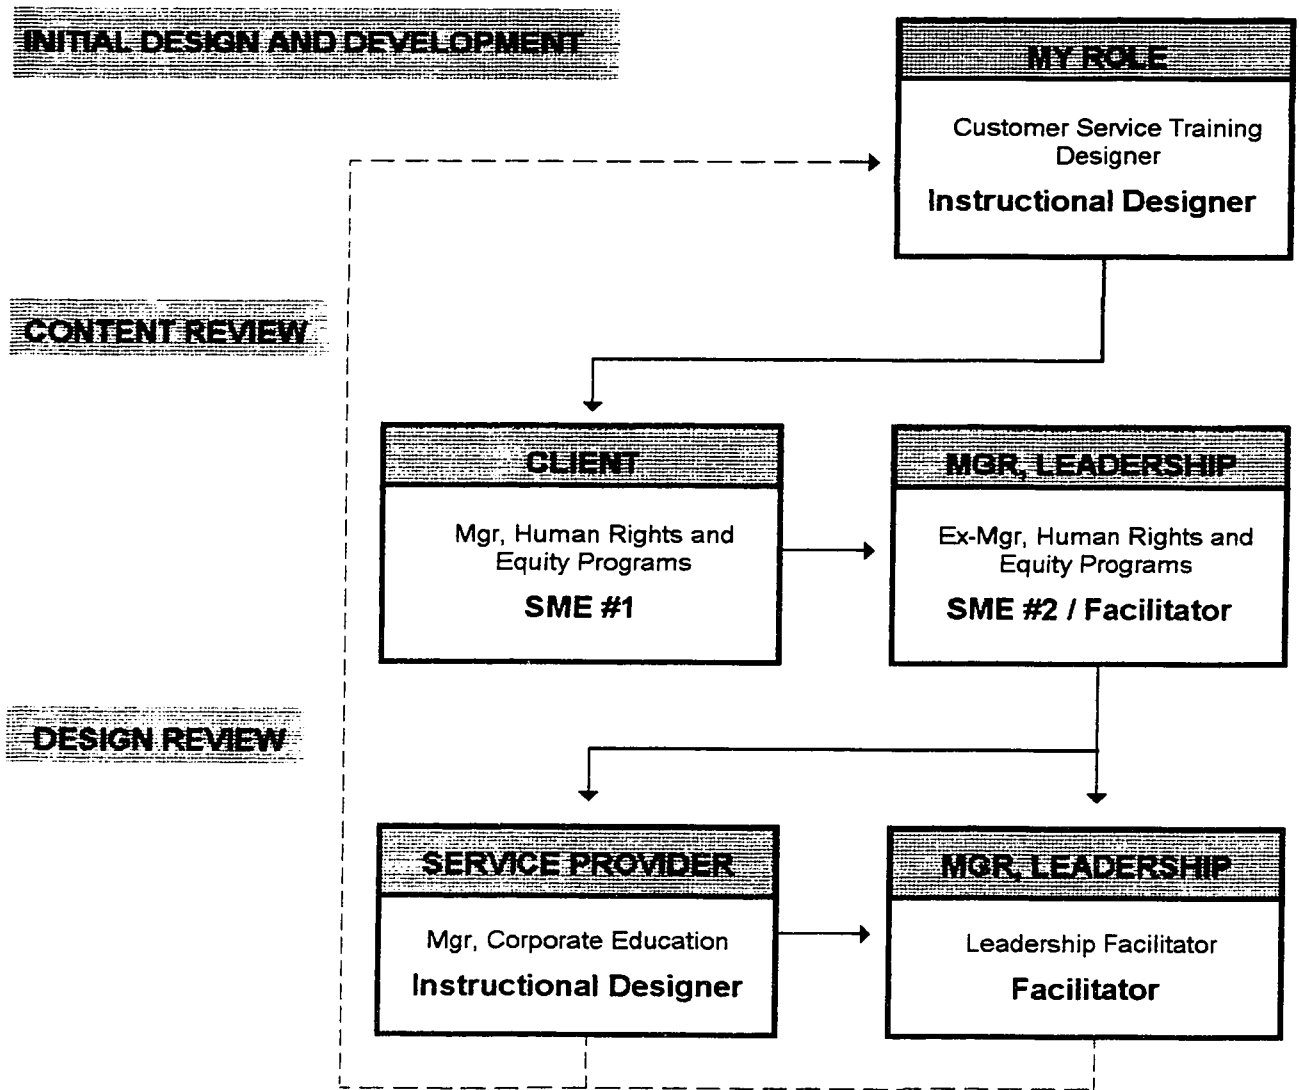 INITIAL DESIGN AND DEVELOPMENT
MY ROLE
Customer Service Training
Designer
Instructional Designer
CONTENT REVIEW
CLIENT
Mgr, Human Rights and
Equity Programs
SME #1
MGR, LEADERSHIP
Ex-Mgr, Human Rights and
Equity Programs
SME #2 / Facilitator
DESIGN REVIEW
SERVICE PROVIDER
Mgr, Corporate Education
Instructional Designer
MGR, LEADERSHIP
Leadership Facilitator
Facilitator